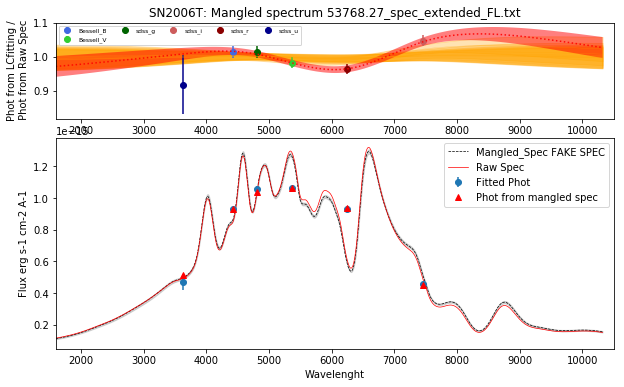 SN2006T: Mangled spectrum 53768.27_spec_extended_FL.txt
Phot from LCfitting /
Phot from Raw Spec
1.1
1.0
0.9
Bessell_B sdss_g sdss_i sdss_r sdss_u
Bessell_V
2000 3000 4000 5000 6000 7000 8000 9000 10000
Flux erg s-1 cm-2 A-1
1.2
1.0
0.8
0.6
0.4
0.2
Mangled_Spec FAKE SPEC
Raw Spec
Fitted Phot
Phot from mangled spec
2000 3000 4000 5000 6000 7000 8000 9000 10000
Wavelenght